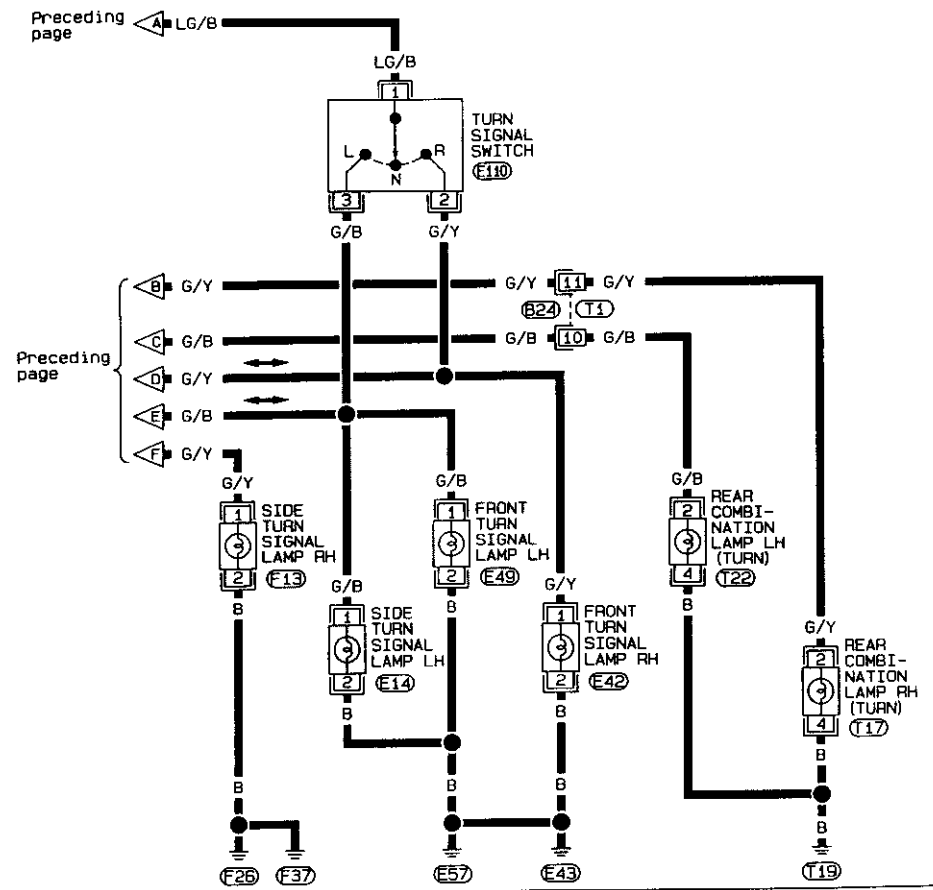 Preceding page
A LG/B
LG/B
1
TURN
SIGNAL
SWITCH
E110
L
R
N
3
2
G/B
G/Y
Preceding
page
B G/Y
G/Y 11 G/Y
B24 T1
C G/B
G/B 10 G/B
D G/Y
E G/B
F G/Y
G/Y
1
SIDE
TURN
SIGNAL
LAMP RH
2
F13
B
B
F26
F37
G/B
1
SIDE
TURN
SIGNAL
LAMP LH
2
E14
B
G/B
1
FRONT
TURN
SIGNAL
LAMP LH
2
E49
B
B
E57
G/Y
1
FRONT
TURN
SIGNAL
LAMP RH
2
E42
B
B
E43
G/B
2
REAR
COMBI-
NATION
LAMP LH
(TURN)
4
T22
B
G/Y
2
REAR
COMBI-
NATION
LAMP RH
(TURN)
4
T17
B
B
T19